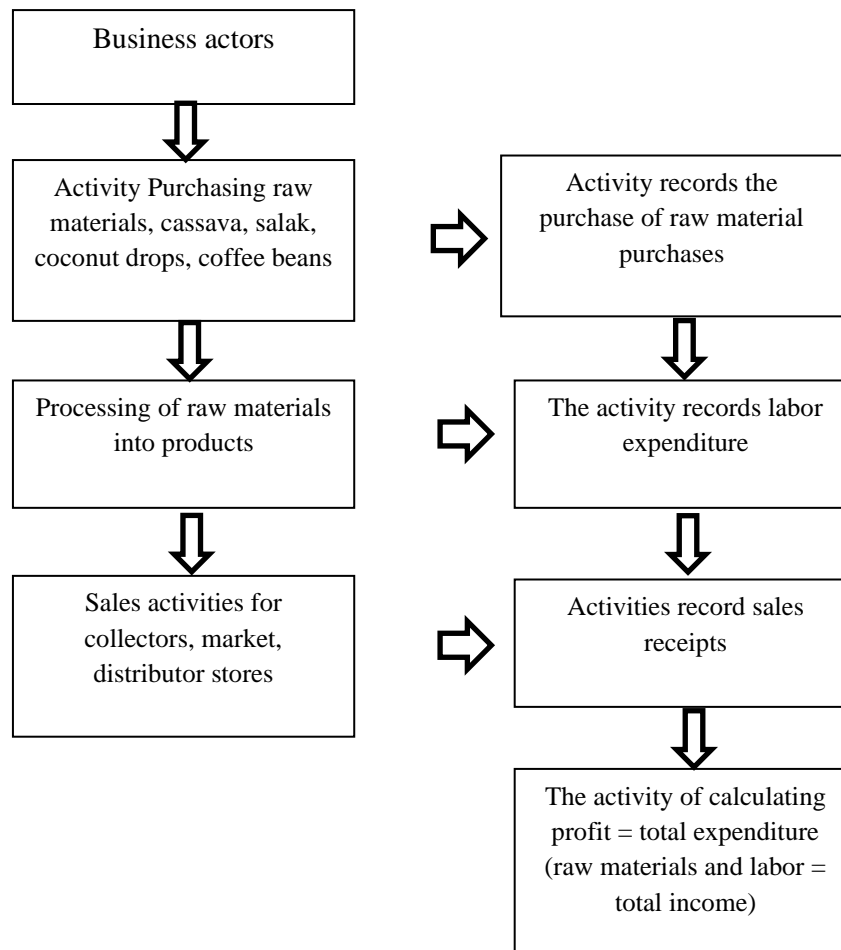 Business actors
Activity Purchasing raw
materials, cassava, salak,
coconut drops, coffee beans
Activity records the
purchase of raw material
purchases
Processing of raw materials
into products
The activity records labor
expenditure
Sales activities for
collectors, market,
distributor stores
Activities record sales
receipts
The activity of calculating
profit = total expenditure
(raw materials and labor =
total income)